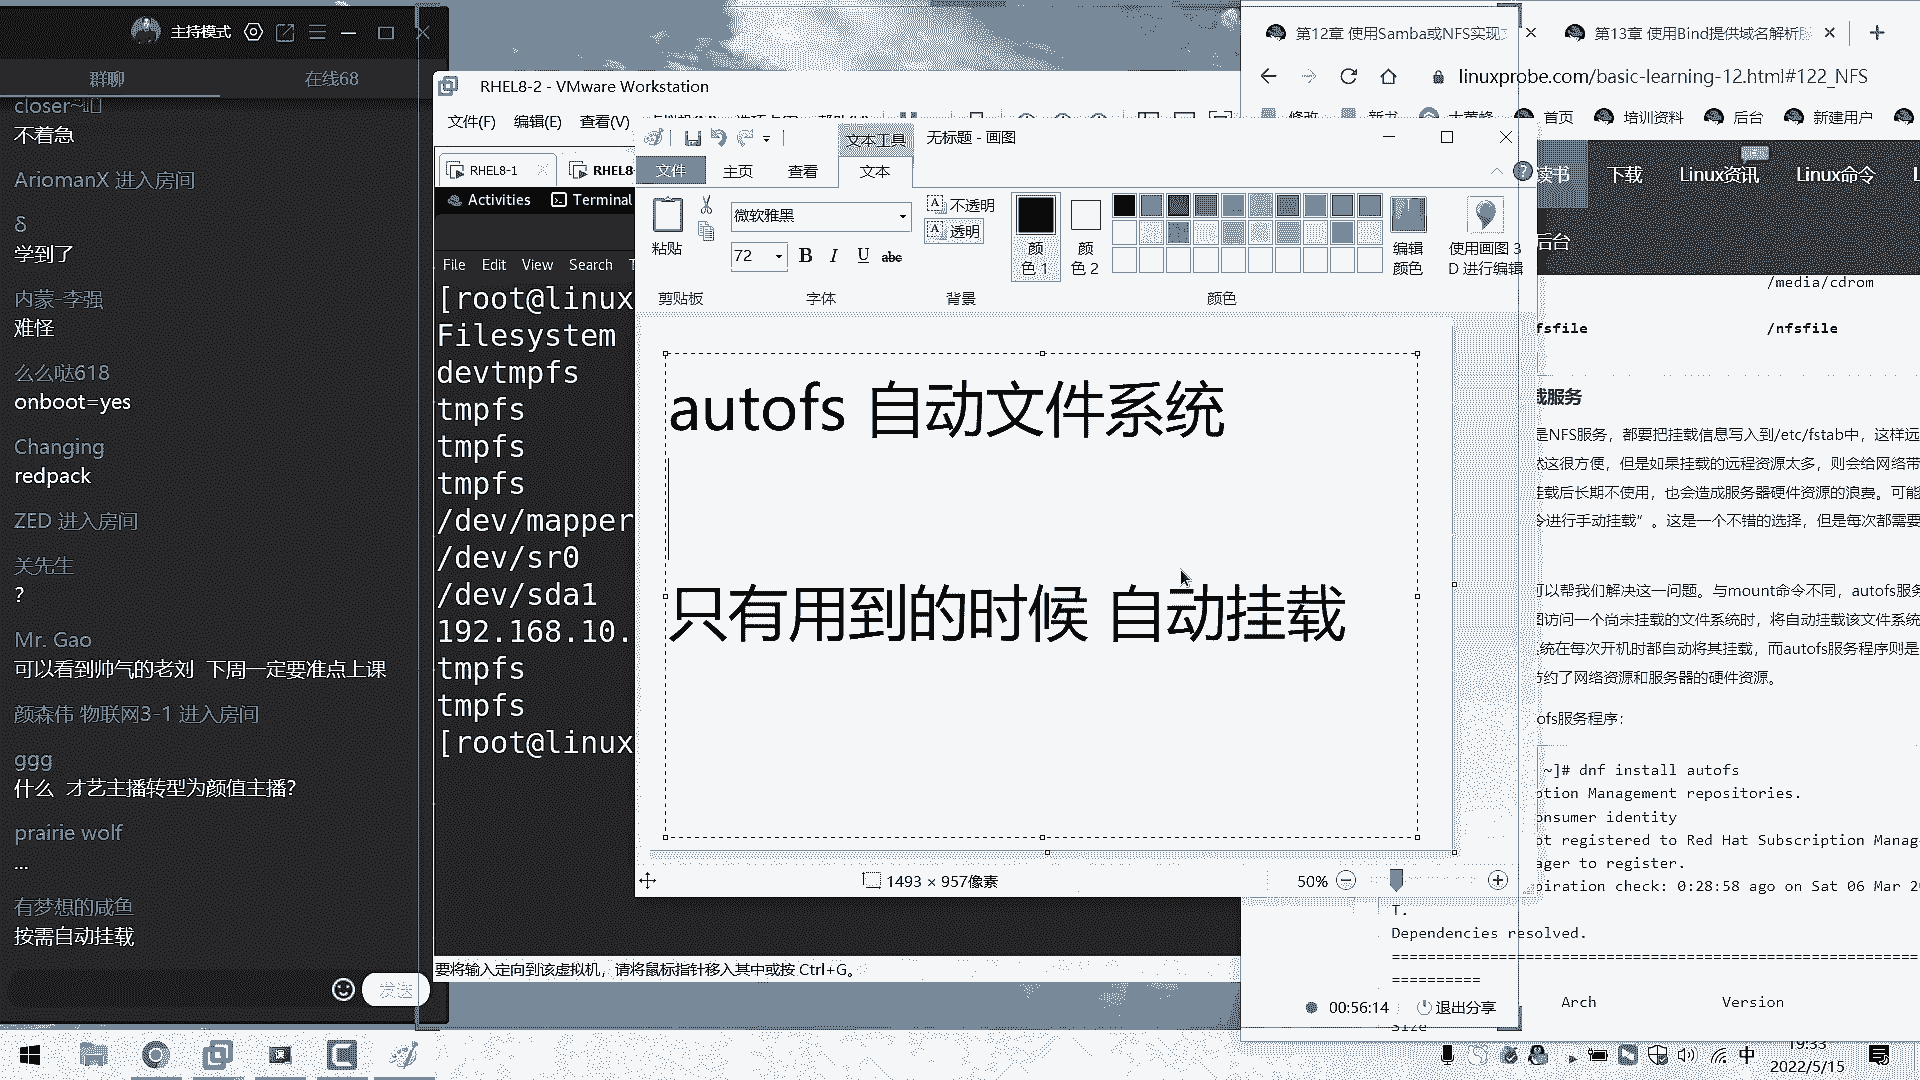 主持模式
群聊
在线68
closer~
不着急
AriomanX 进入房间
δ
学到了
内蒙-李强
难怪
么么哒618
onboot=yes
Changing
redpack
ZED 进入房间
关先生
?
Mr. Gao
可以看到帅气的老刘 下周一定要准点上课
颜森伟 物联网3-1 进入房间
ggg
什么 才艺主播转型为颜值主播?
prairie wolf
...
有梦想的咸鱼
按需自动挂载
发送
RHEL8-2 - VMware Workstation
文件(F) 编辑(E) 查看(V)
RHEL8-1
RHEL8-
Activities
Terminal
File Edit View Search T
[root@linux
Filesystem
devtmpfs
tmpfs
tmpfs
tmpfs
/dev/mapper
/dev/sr0
/dev/sda1
192.168.10.
tmpfs
tmpfs
[root@linux
要将输入定向到该虚拟机，请将鼠标指针移入其中或按 Ctrl+G。
文本工具
无标题 - 画图
文件
主页
查看
文本
粘贴
微软雅黑
72
B I U abc
不透明
透明
颜
色 1
颜
色 2
编辑
颜色
使用画图 3
D 进行编辑
剪贴板
字体
背景
颜色
autofs 自动文件系统
只有用到的时候 自动挂载
1493 × 957像素
50%
第12章 使用Samba或NFS实现
第13章 使用Bind提供域名解析
linuxprobe.com/basic-learning-12.html#122_NFS
首页
培训资料
后台
新建用户
读书
下载
Linux资讯
Linux命令
后台
/media/cdrom
fsfile
/nfsfile
载服务
是NFS服务，都要把挂载信息写入到/etc/fstab中，这样远
然这很方便，但是如果挂载的远程资源太多，则会给网络带
挂载后长期不使用，也会造成服务器硬件资源的浪费。可能
令进行手动挂载”。这是一个不错的选择，但是每次都需要
可以帮我们解决这一问题。与mount命令不同，autofs服务
图访问一个尚未挂载的文件系统时，将自动挂载该文件系统
统在每次开机时都自动将其挂载，而autofs服务程序则是
节约了网络资源和服务器的硬件资源。
ofs服务程序:
~]# dnf install autofs
ption Management repositories.
onsumer identity
ot registered to Red Hat Subscription Manag
ager to register.
piration check: 0:28:58 ago on Sat 06 Mar 2
T.
Dependencies resolved.
==========
Arch
Version
Size
00:56:14
退出分享
中
19:33
2022/5/15